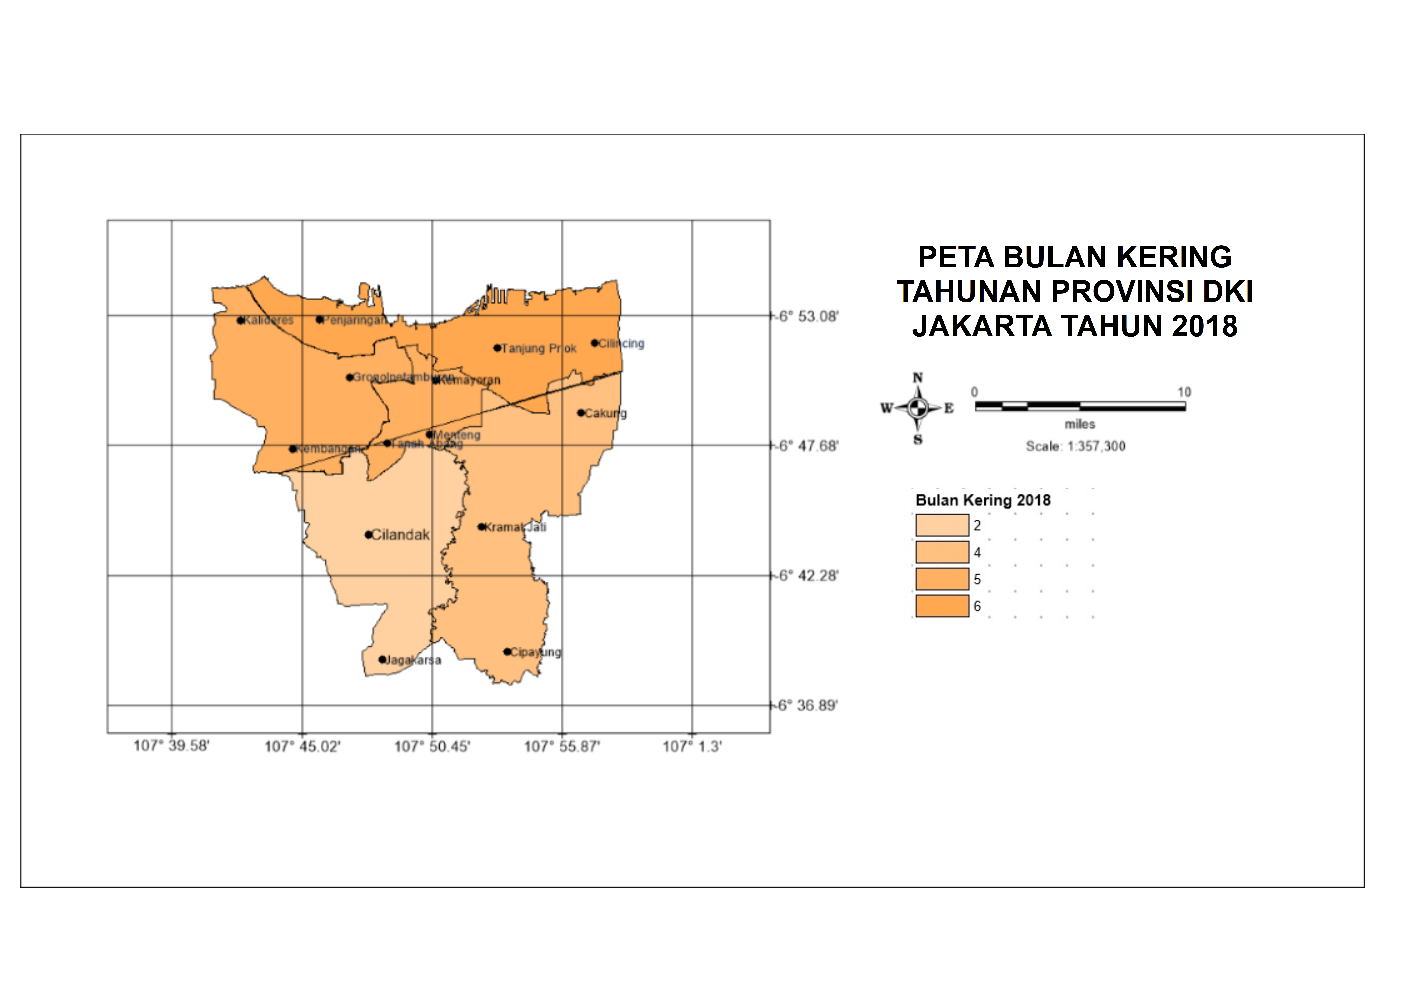 PETA BULAN KERING
TAHUNAN PROVINSI DKI
JAKARTA TAHUN 2018
N
W E
S
0 10
miles
Scale: 1:357,300
Bulan Kering 2018
2
4
5
6
Kalideres
Penjaringan
Tanjung Priok
Cilincing
Grogolpetamburan
Kemayoran
Cakung
Menteng
Tanah Abang
Kembangan
Kramat Jati
Cilandak
Cipayung
Jagakarsa
-6° 53.08'
-6° 47.68'
-6° 42.28'
-6° 36.89'
107° 39.58' 107° 45.02' 107° 50.45' 107° 55.87' 107° 1.3'